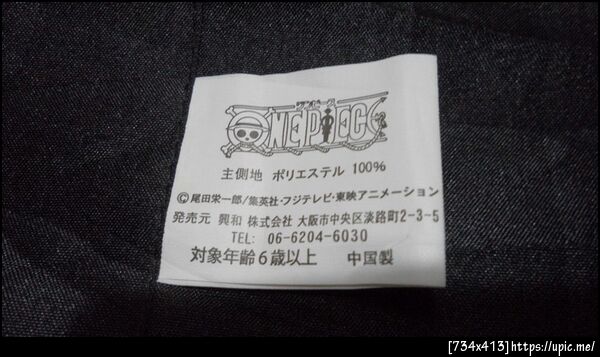 ワンピース
ONE PIECE
主側地 ポリエステル 100%
©尾田栄一郎/集英社・フジテレビ・東映アニメーション
発売元 興和 株式会社 大阪市中央区淡路町2-3-5
TEL: 06-6204-6030
対象年齢6歳以上 中国製
[734x413]https://upic.me/